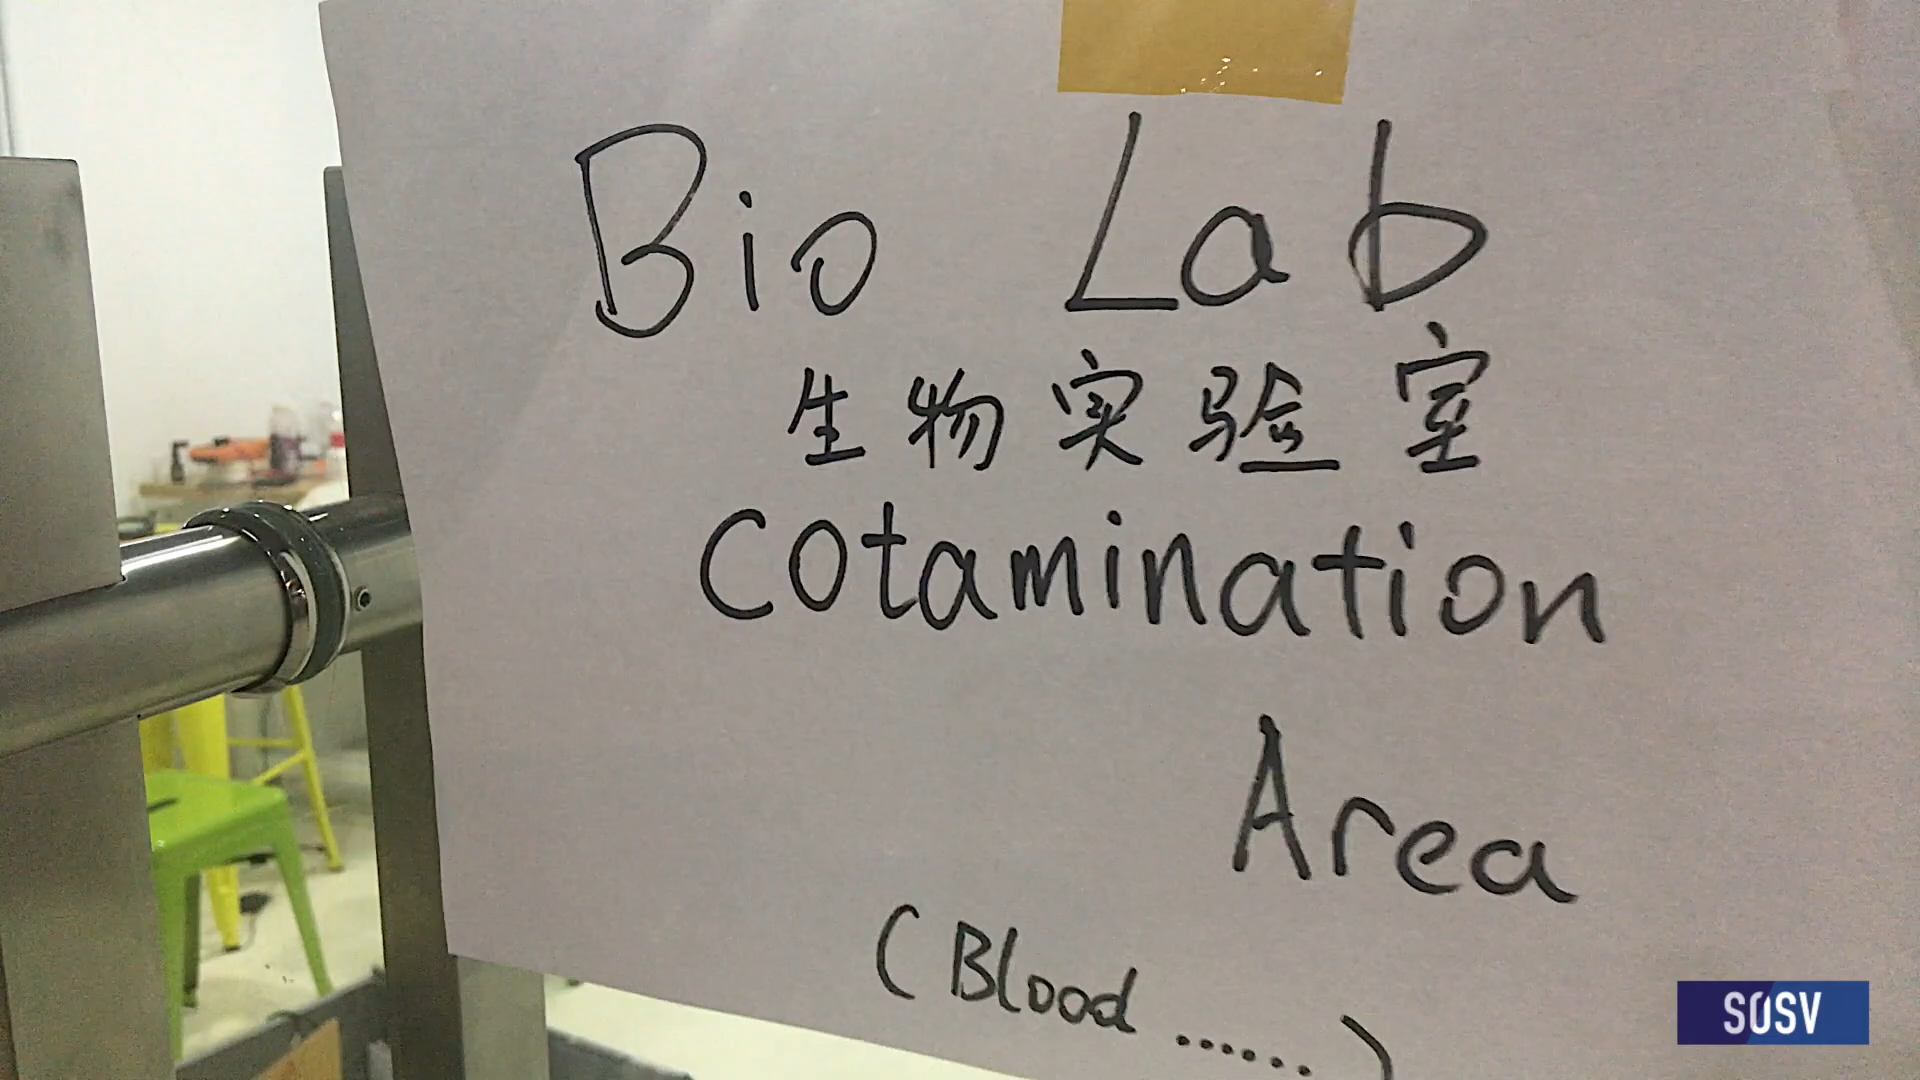 Bio Lab
生物实验室
cotamination
Area
(Blood ......)
SOSV